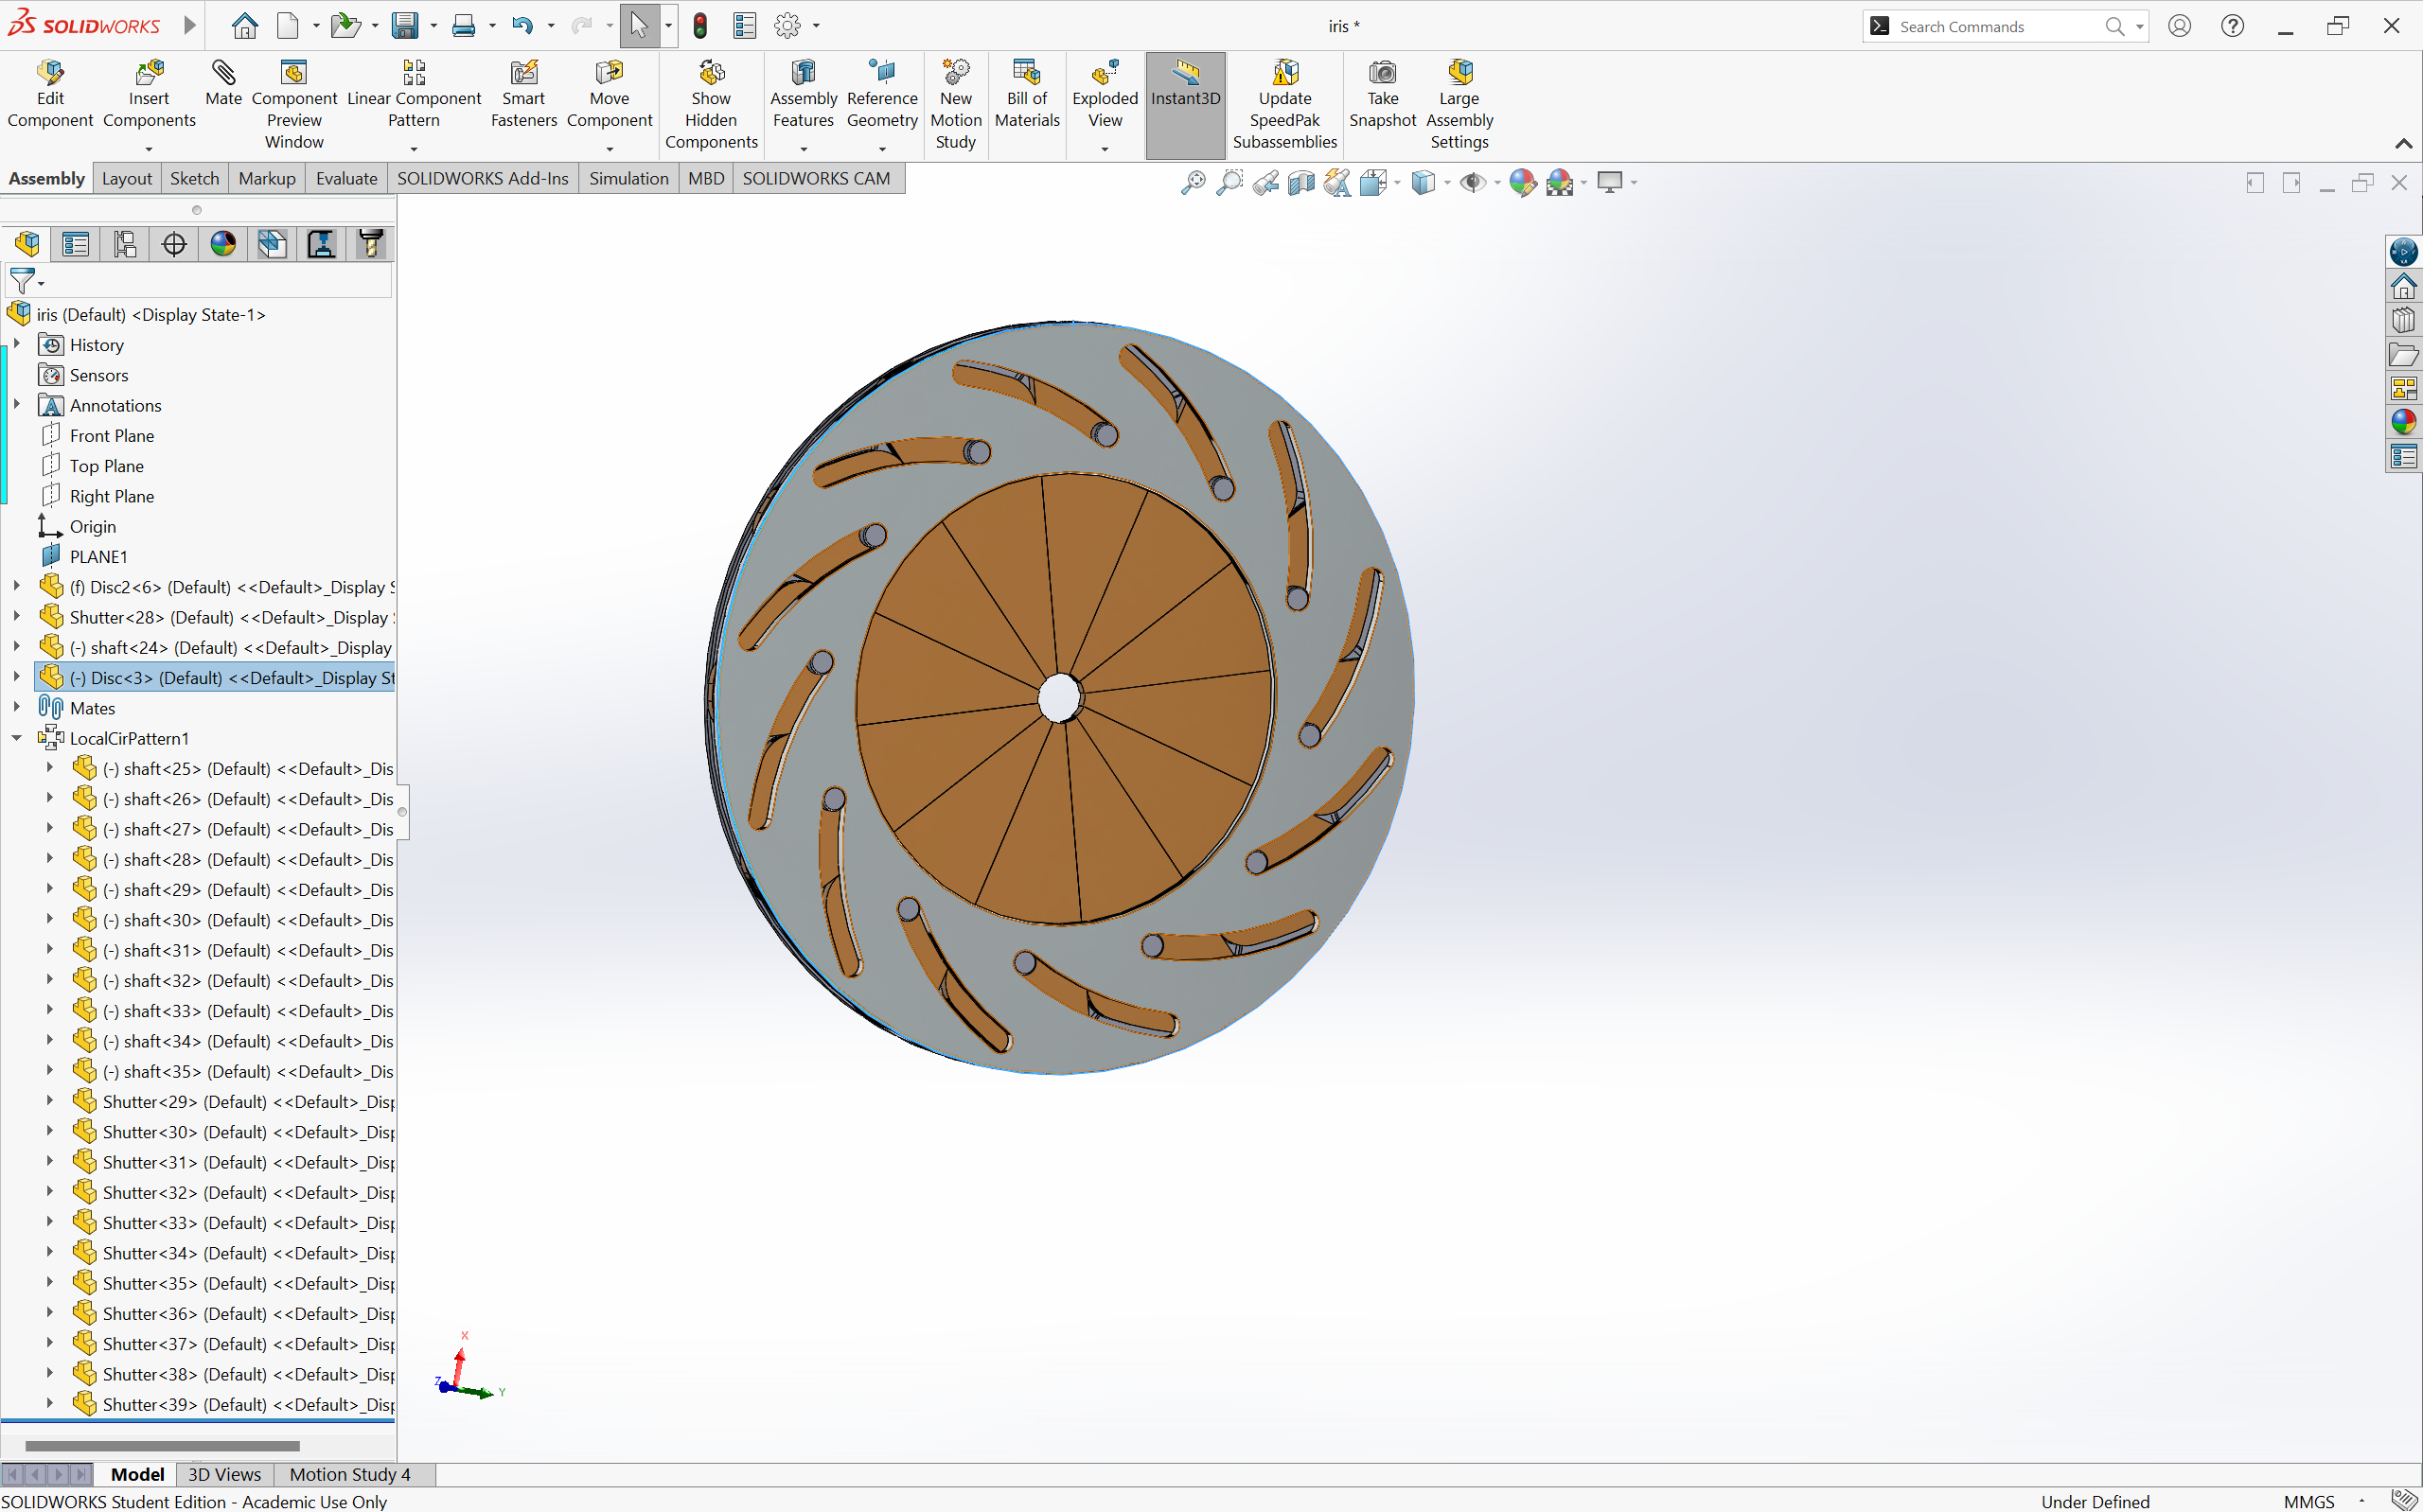 SOLIDWORKS
iris *
Search Commands
Edit Component
Insert Components
Mate
Component Preview Window
Linear Component Pattern
Smart Fasteners
Move Component
Show Hidden Components
Assembly Features
Reference Geometry
New Motion Study
Bill of Materials
Exploded View
Instant3D
Update SpeedPak Subassemblies
Take Snapshot
Large Assembly Settings
Assembly Layout Sketch Markup Evaluate SOLIDWORKS Add-Ins Simulation MBD SOLIDWORKS CAM
iris (Default) <Display State-1>
History
Sensors
Annotations
Front Plane
Top Plane
Right Plane
Origin
PLANE1
(f) Disc2<6> (Default) <<Default>_Display S
Shutter<28> (Default) <<Default>_Display
(-) shaft<24> (Default) <<Default>_Display
(-) Disc<3> (Default) <<Default>_Display St
Mates
LocalCirPattern1
(-) shaft<25> (Default) <<Default>_Dis
(-) shaft<26> (Default) <<Default>_Dis
(-) shaft<27> (Default) <<Default>_Dis
(-) shaft<28> (Default) <<Default>_Dis
(-) shaft<29> (Default) <<Default>_Dis
(-) shaft<30> (Default) <<Default>_Dis
(-) shaft<31> (Default) <<Default>_Dis
(-) shaft<32> (Default) <<Default>_Dis
(-) shaft<33> (Default) <<Default>_Dis
(-) shaft<34> (Default) <<Default>_Dis
(-) shaft<35> (Default) <<Default>_Dis
Shutter<29> (Default) <<Default>_Disp
Shutter<30> (Default) <<Default>_Disp
Shutter<31> (Default) <<Default>_Disp
Shutter<32> (Default) <<Default>_Disp
Shutter<33> (Default) <<Default>_Disp
Shutter<34> (Default) <<Default>_Disp
Shutter<35> (Default) <<Default>_Disp
Shutter<36> (Default) <<Default>_Disp
Shutter<37> (Default) <<Default>_Disp
Shutter<38> (Default) <<Default>_Disp
Shutter<39> (Default) <<Default>_Disp
X
Z
Y
Model 3D Views Motion Study 4
SOLIDWORKS Student Edition - Academic Use Only
Under Defined
MMGS